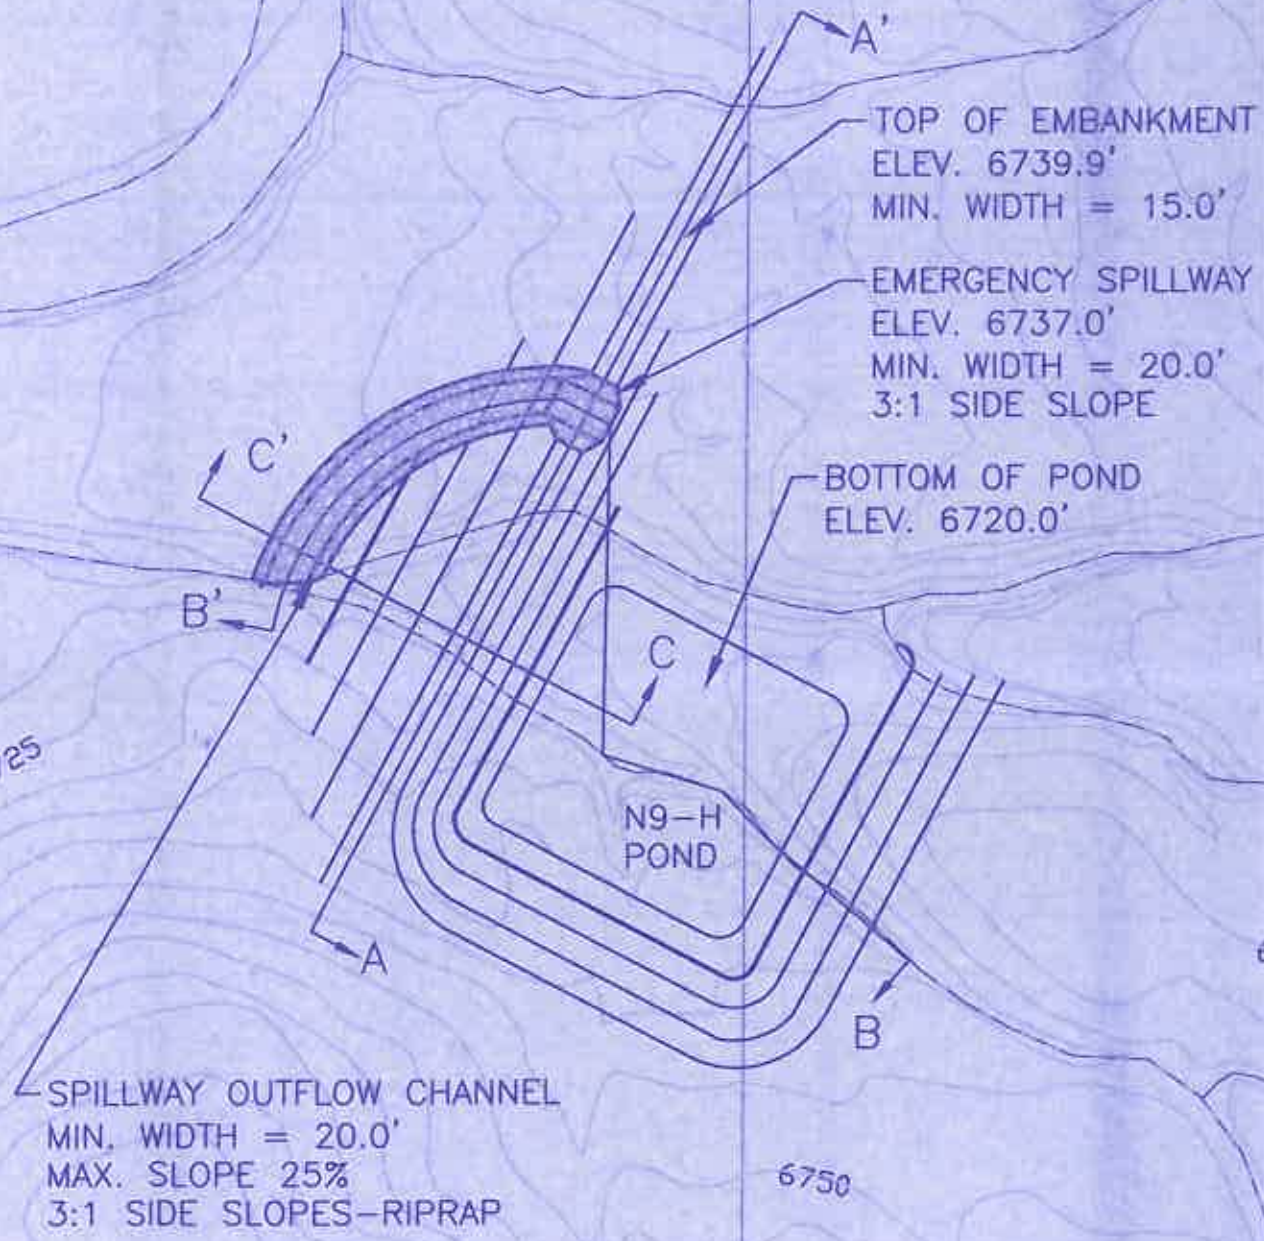 A'
TOP OF EMBANKMENT
ELEV. 6739.9'
MIN. WIDTH = 15.0'
EMERGENCY SPILLWAY
ELEV. 6737.0'
MIN. WIDTH = 20.0'
3:1 SIDE SLOPE
C'
BOTTOM OF POND
ELEV. 6720.0'
B'
C
25
N9-H
POND
A
B
SPILLWAY OUTFLOW CHANNEL
MIN. WIDTH = 20.0'
MAX. SLOPE 25%
3:1 SIDE SLOPES-RIPRAP
6750